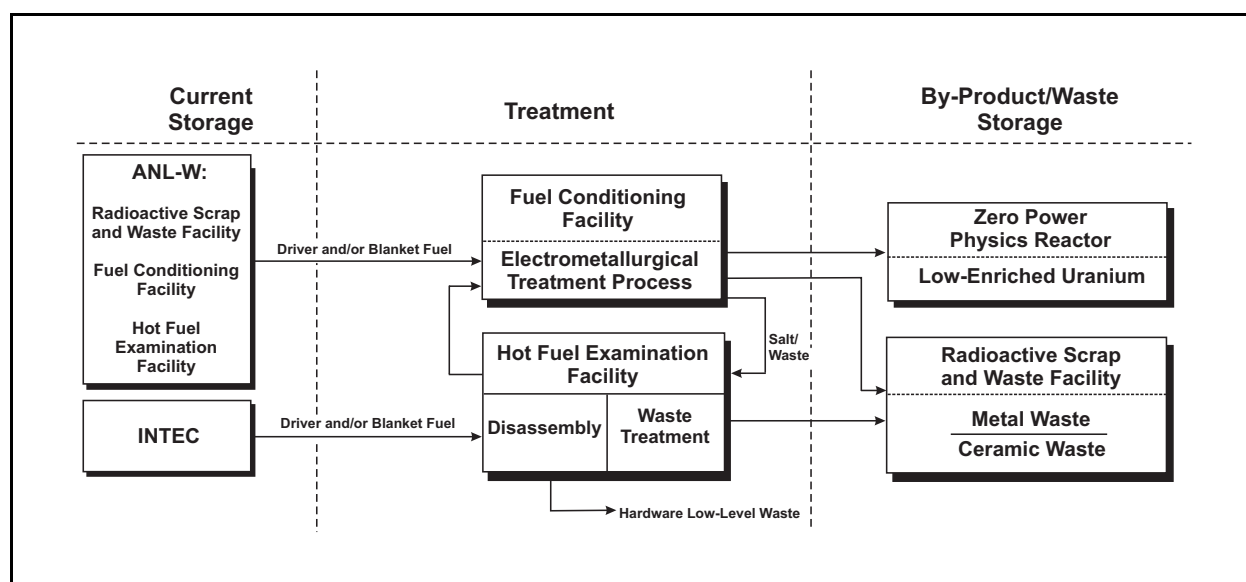 Current
Storage
Treatment
By-Product/Waste
Storage
ANL-W:
Radioactive Scrap
and Waste Facility
Fuel Conditioning
Facility
Hot Fuel
Examination
Facility
INTEC
Driver and/or Blanket Fuel
Driver and/or Blanket Fuel
Fuel Conditioning
Facility
Electrometallurgical
Treatment Process
Salt/
Waste
Hot Fuel Examination
Facility
Disassembly
Waste
Treatment
Hardware Low-Level Waste
Zero Power
Physics Reactor
Low-Enriched Uranium
Radioactive Scrap
and Waste Facility
Metal Waste
Ceramic Waste